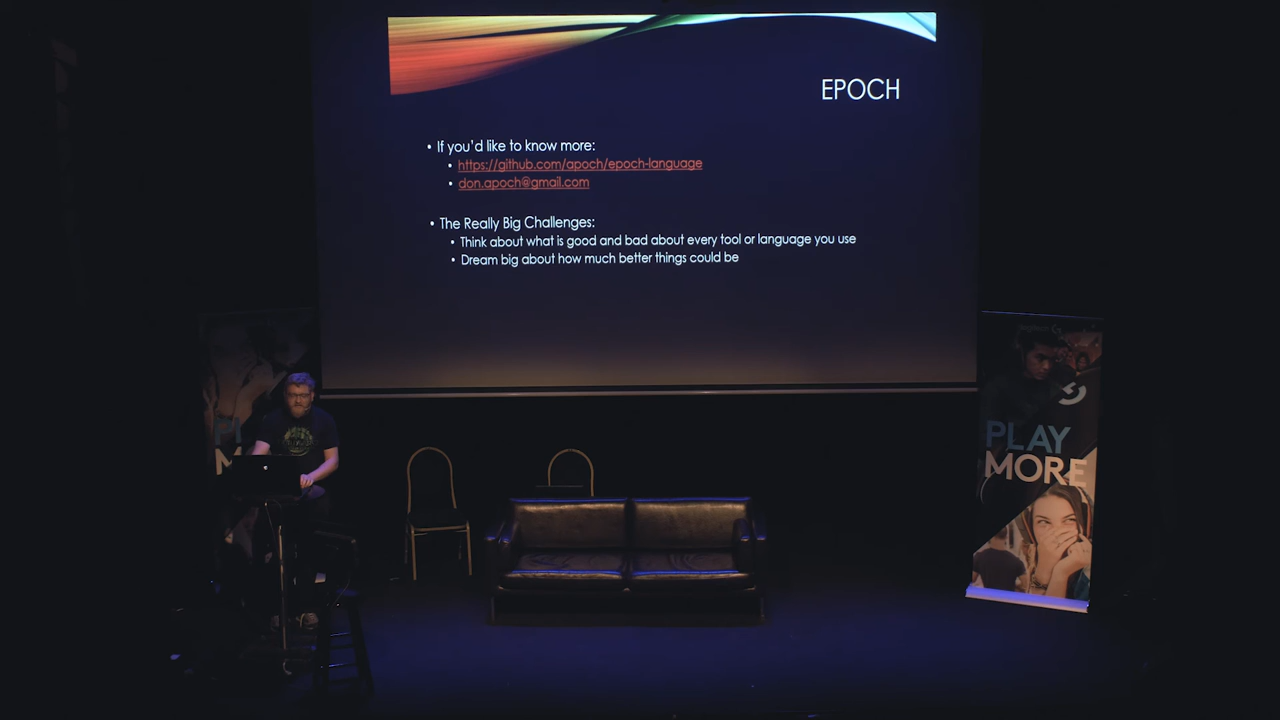 EPOCH
• If you'd like to know more:
• https://github.com/apoch/epoch-language
• don.apoch@gmail.com
• The Really Big Challenges:
• Think about what is good and bad about every tool or language you use
• Dream big about how much better things could be
PLAY
MORE